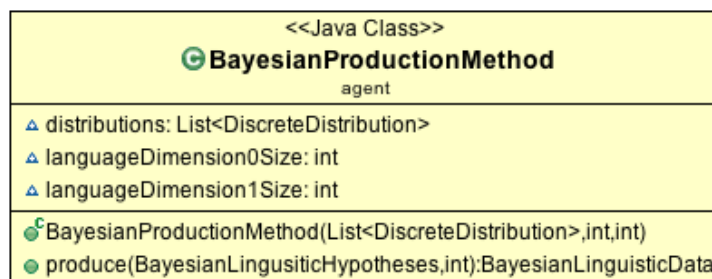 <<Java Class>>
C BayesianProductionMethod
agent
distributions: List<DiscreteDistribution>
languageDimension0Size: int
languageDimension1Size: int
C BayesianProductionMethod(List<DiscreteDistribution>,int,int)
produce(BayesianLingusiticHypotheses,int):BayesianLinguisticData